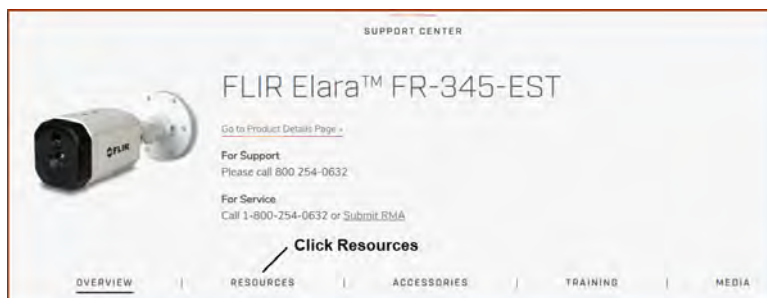 SUPPORT CENTER
FLIR Elara™ FR-345-EST
Go to Product Details Page »
FLIR
For Support
Please call 800 254-0632
For Service
Call 1-800-254-0632 or Submit RMA
Click Resources
OVERVIEW | RESOURCES | ACCESSORIES | TRAINING | MEDIA